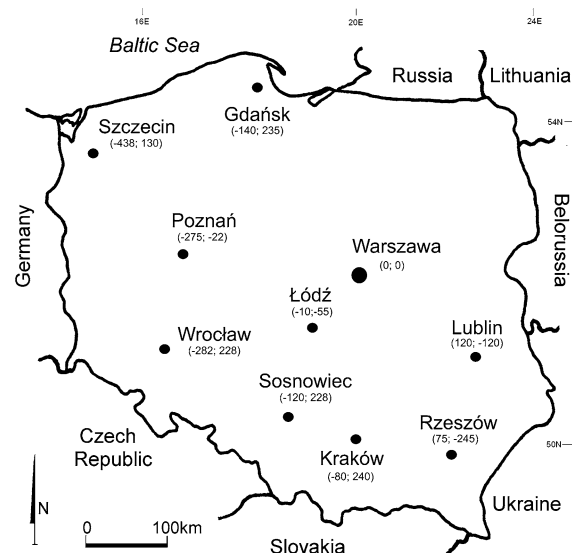 16E 20E 24E
Baltic Sea
Russia
Lithuania
Gdańsk
(-140; 235)
54N
Szczecin
(-438; 130)
Germany
Belorussia
Poznań
(-275; -22)
Warszawa
(0; 0)
Łódź
(-10;-55)
Wrocław
(-282; 228)
Lublin
(120; -120)
Sosnowiec
(-120; 228)
Rzeszów
(75; -245)
50N
Czech
Republic
Kraków
(-80; 240)
N
0 100km
Ukraine
Slovakia